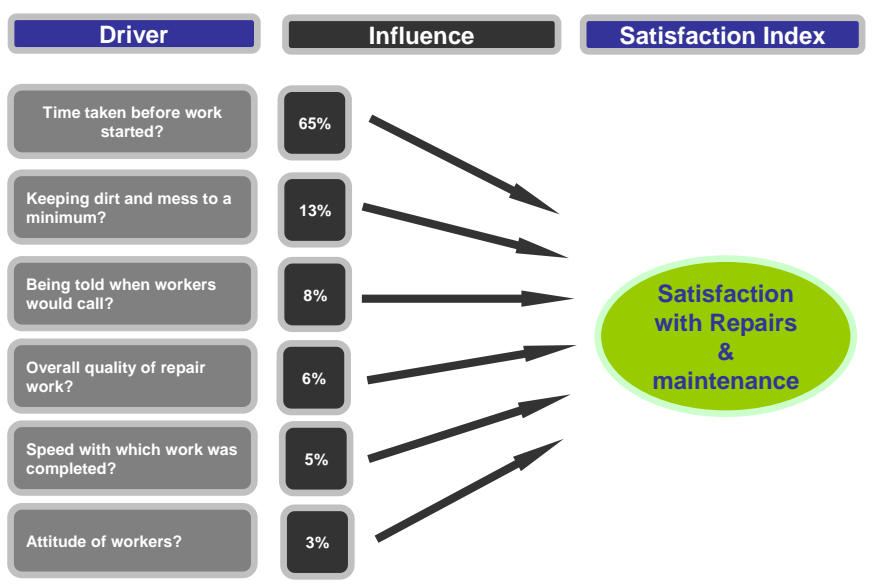 Driver
Influence
Satisfaction Index
Time taken before work
started?
65%
Keeping dirt and mess to a
minimum?
13%
Being told when workers
would call?
8%
Overall quality of repair
work?
6%
Speed with which work was
completed?
5%
Attitude of workers?
3%
Satisfaction
with Repairs
&
maintenance